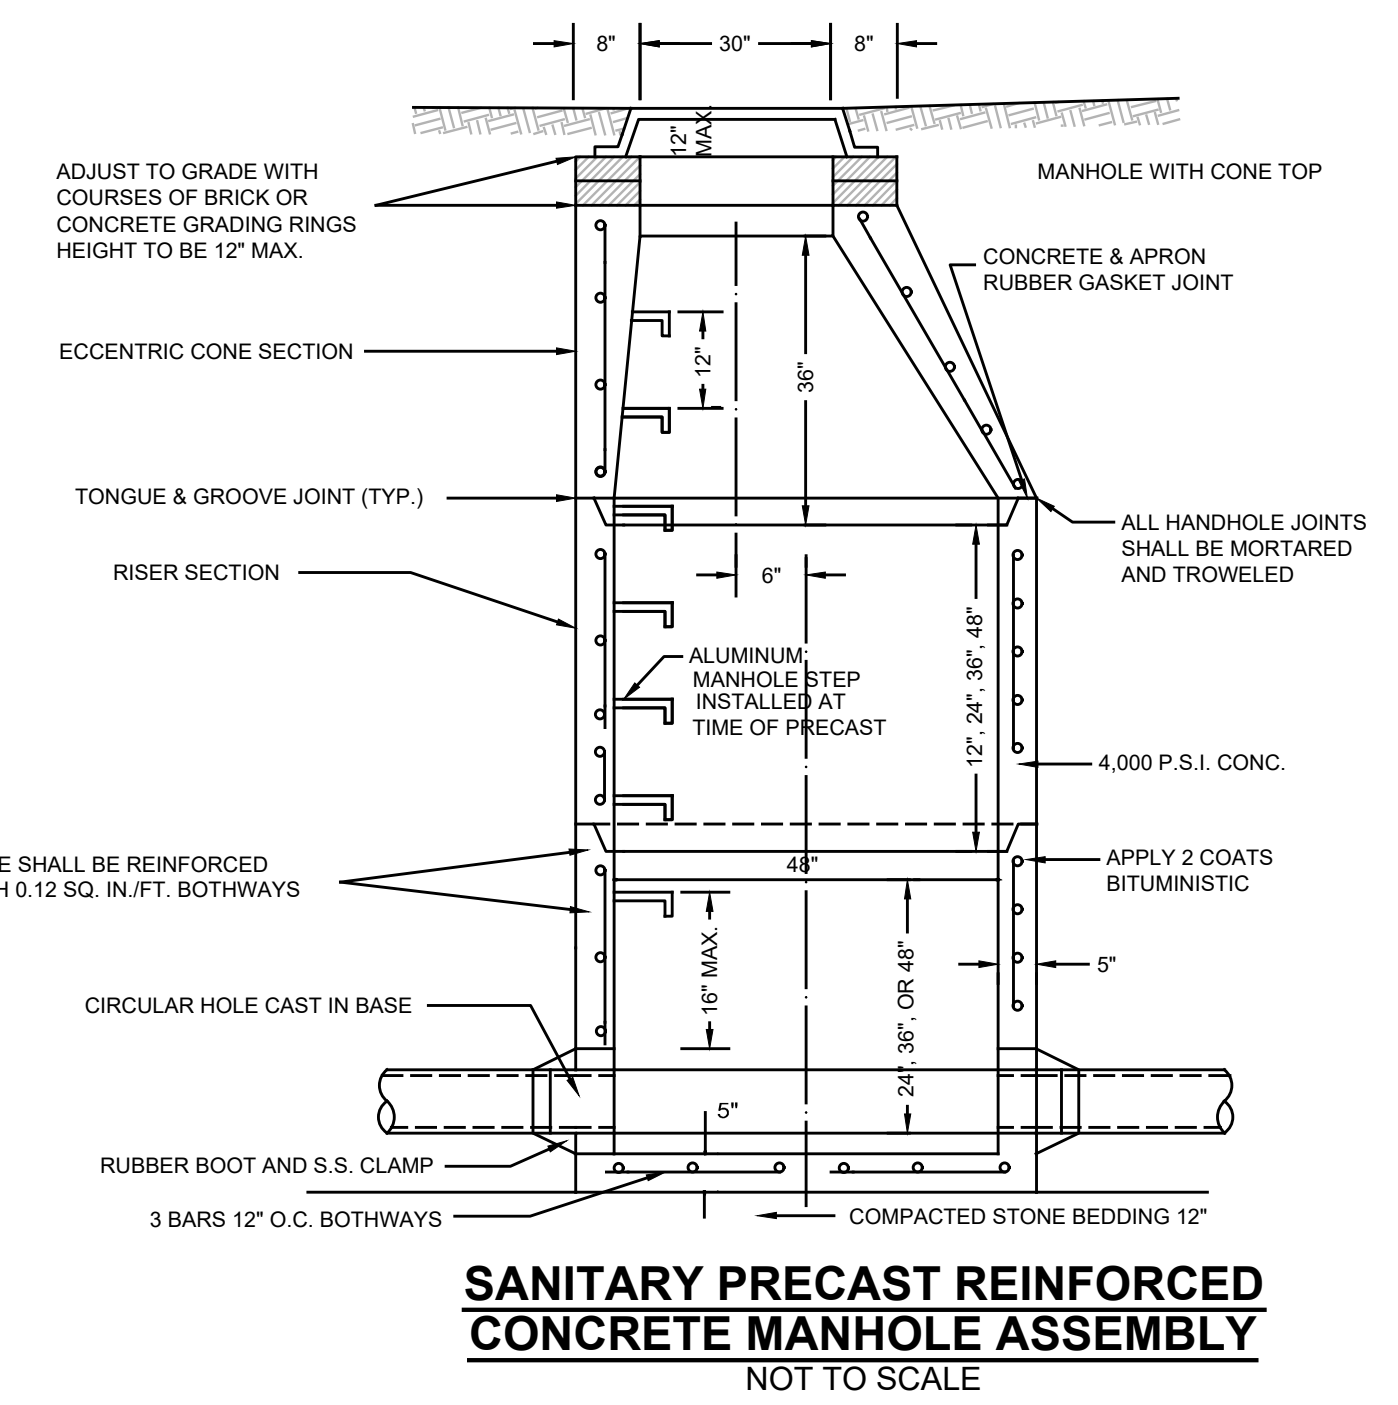 8"
30"
8"
12"
MAX.
ADJUST TO GRADE WITH
COURSES OF BRICK OR
CONCRETE GRADING RINGS
HEIGHT TO BE 12" MAX.
MANHOLE WITH CONE TOP
CONCRETE & APRON
RUBBER GASKET JOINT
ECCENTRIC CONE SECTION
12"
36"
TONGUE & GROOVE JOINT (TYP.)
ALL HANDHOLE JOINTS
SHALL BE MORTARED
AND TROWELED
RISER SECTION
6"
12", 24", 36", 48"
ALUMINUM
MANHOLE STEP
INSTALLED AT
TIME OF PRECAST
4,000 P.S.I. CONC.
E SHALL BE REINFORCED
H 0.12 SQ. IN./FT. BOTHWAYS
48"
APPLY 2 COATS
BITUMINISTIC
16" MAX.
24", 36", OR 48"
5"
CIRCULAR HOLE CAST IN BASE
5"
RUBBER BOOT AND S.S. CLAMP
3 BARS 12" O.C. BOTHWAYS
COMPACTED STONE BEDDING 12"
SANITARY PRECAST REINFORCED
CONCRETE MANHOLE ASSEMBLY
NOT TO SCALE